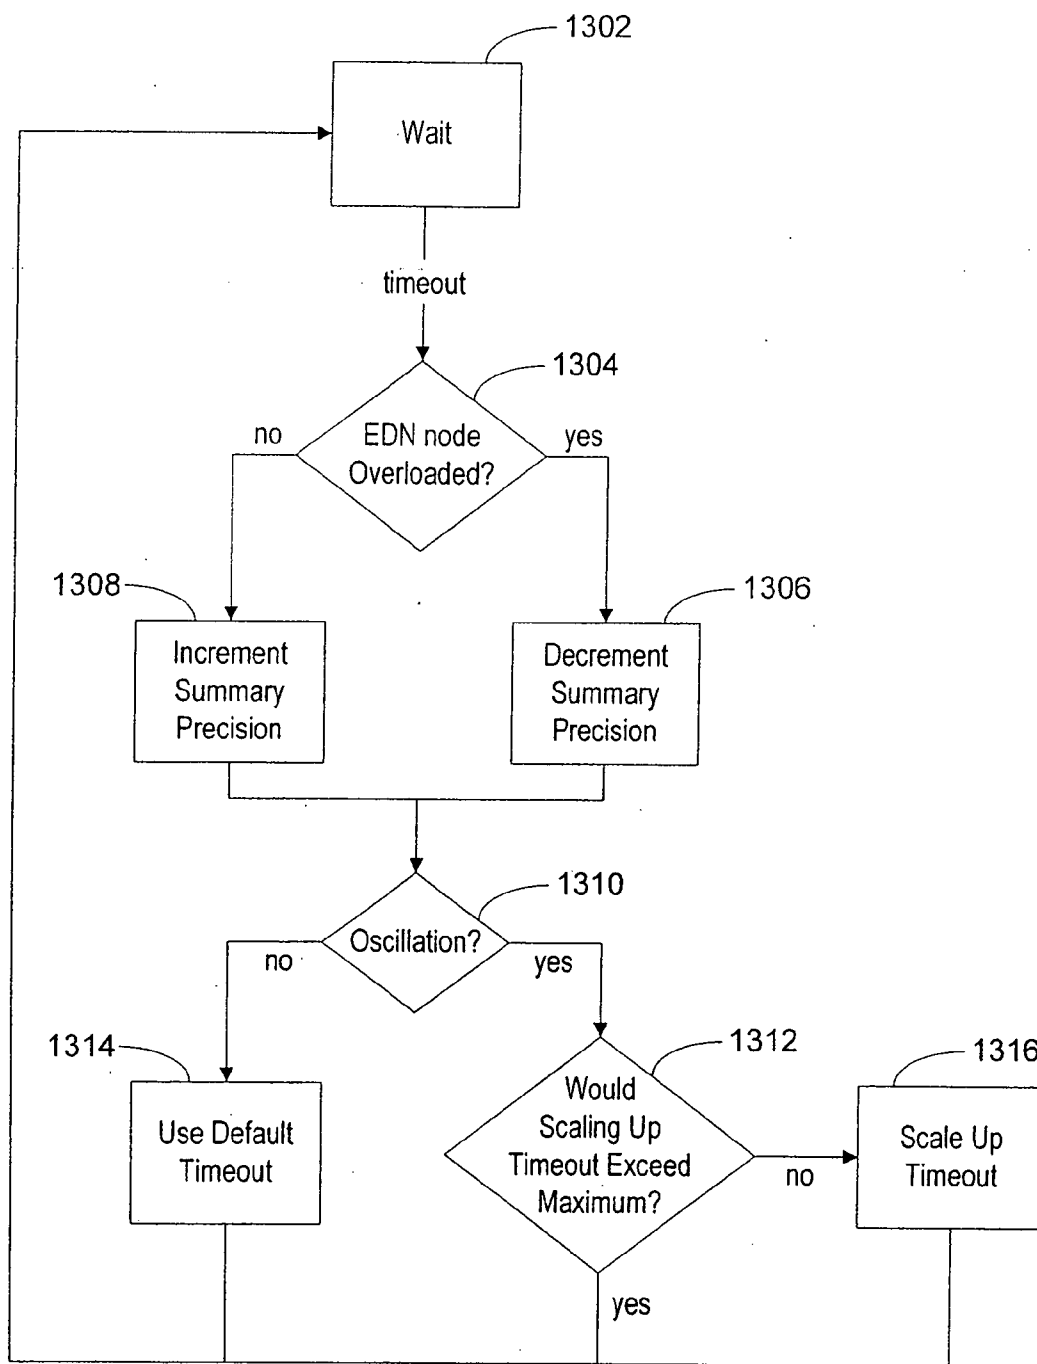 1302
Wait
timeout
1304
EDN node
Overloaded?
no
yes
1308
1306
Increment
Summary
Precision
Decrement
Summary
Precision
1310
Oscillation?
no
yes
1314
1312
1316
Use Default
Timeout
Would
Scaling Up
Timeout Exceed
Maximum?
no
Scale Up
Timeout
yes